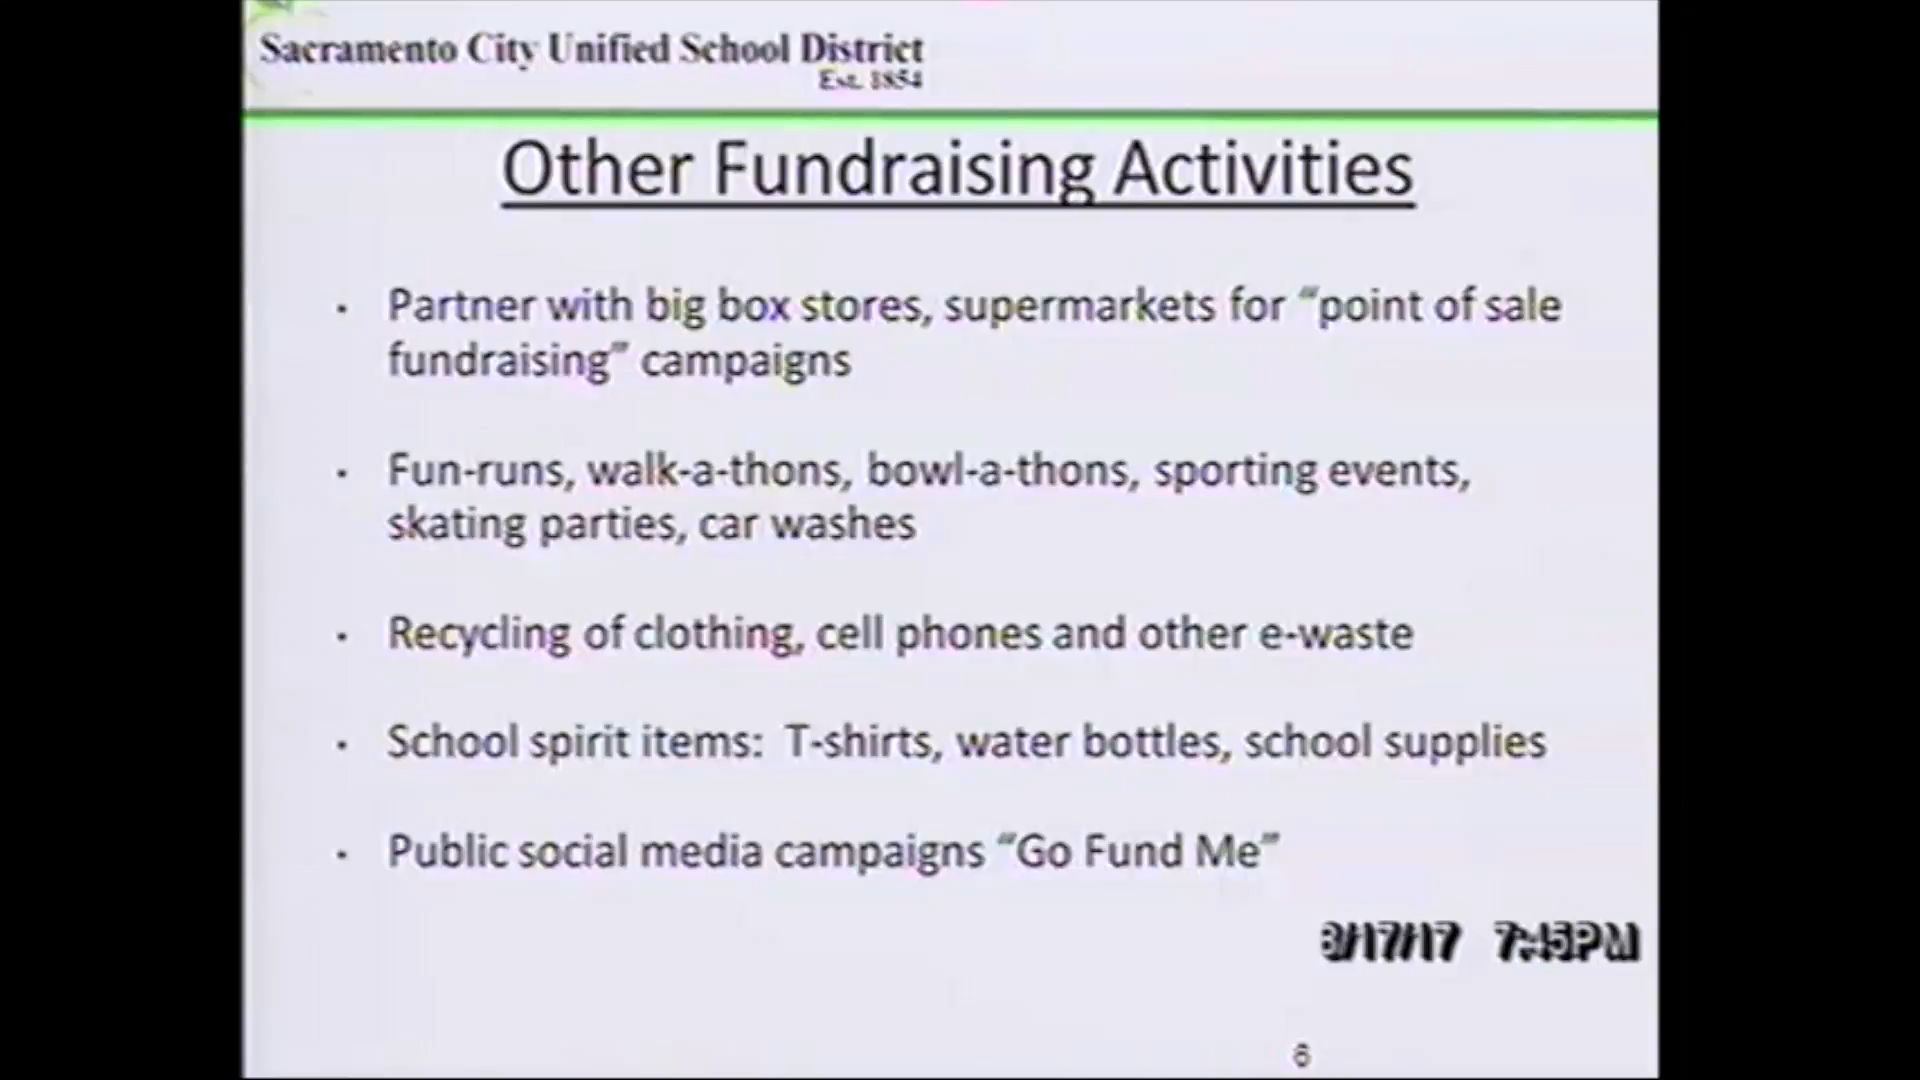 Sacramento City Unified School District
Est. 1854
Other Fundraising Activities
· Partner with big box stores, supermarkets for “point of sale
fundraising” campaigns
· Fun-runs, walk-a-thons, bowl-a-thons, sporting events,
skating parties, car washes
· Recycling of clothing, cell phones and other e-waste
· School spirit items:  T-shirts, water bottles, school supplies
· Public social media campaigns “Go Fund Me”
7:45PM
6